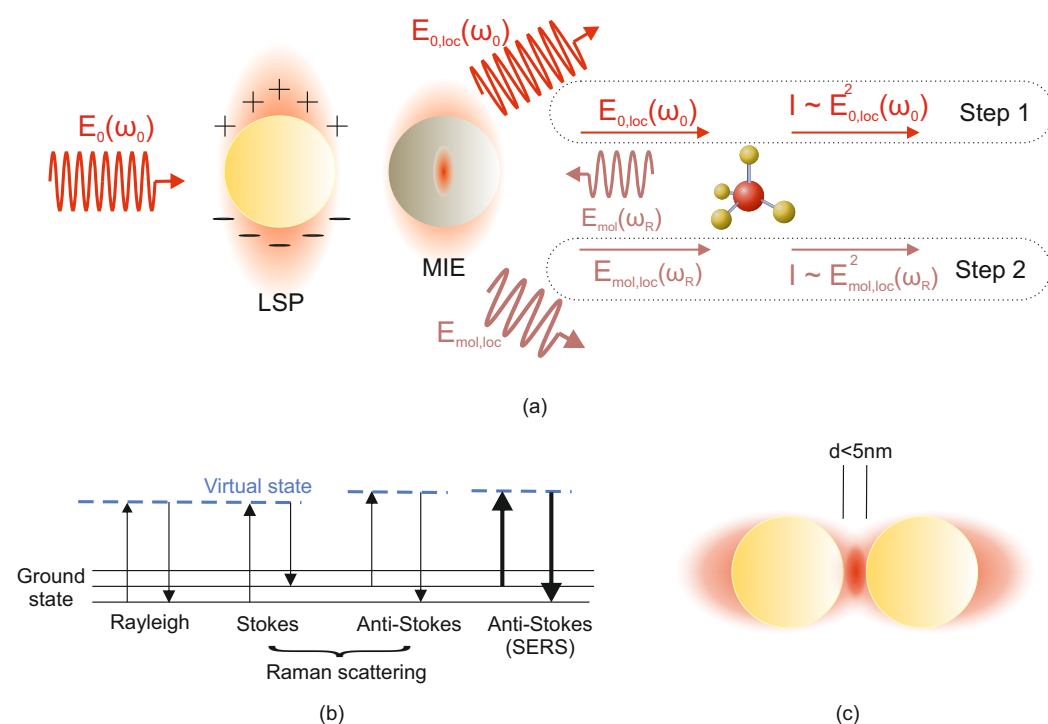 E₀(ω₀)
+ + + + +
− − − − −
LSP
MIE
E₀,loc(ω₀)
E₀,loc(ω₀) I ~ E²₀,loc(ω₀) Step 1
Emol(ωR)
Emol,loc(ωR) I ~ E²mol,loc(ωR) Step 2
Emol,loc
(a)
Virtual state
Ground
state
Rayleigh Stokes Anti-Stokes Anti-Stokes
(SERS)
Raman scattering
(b)
d<5nm
(c)